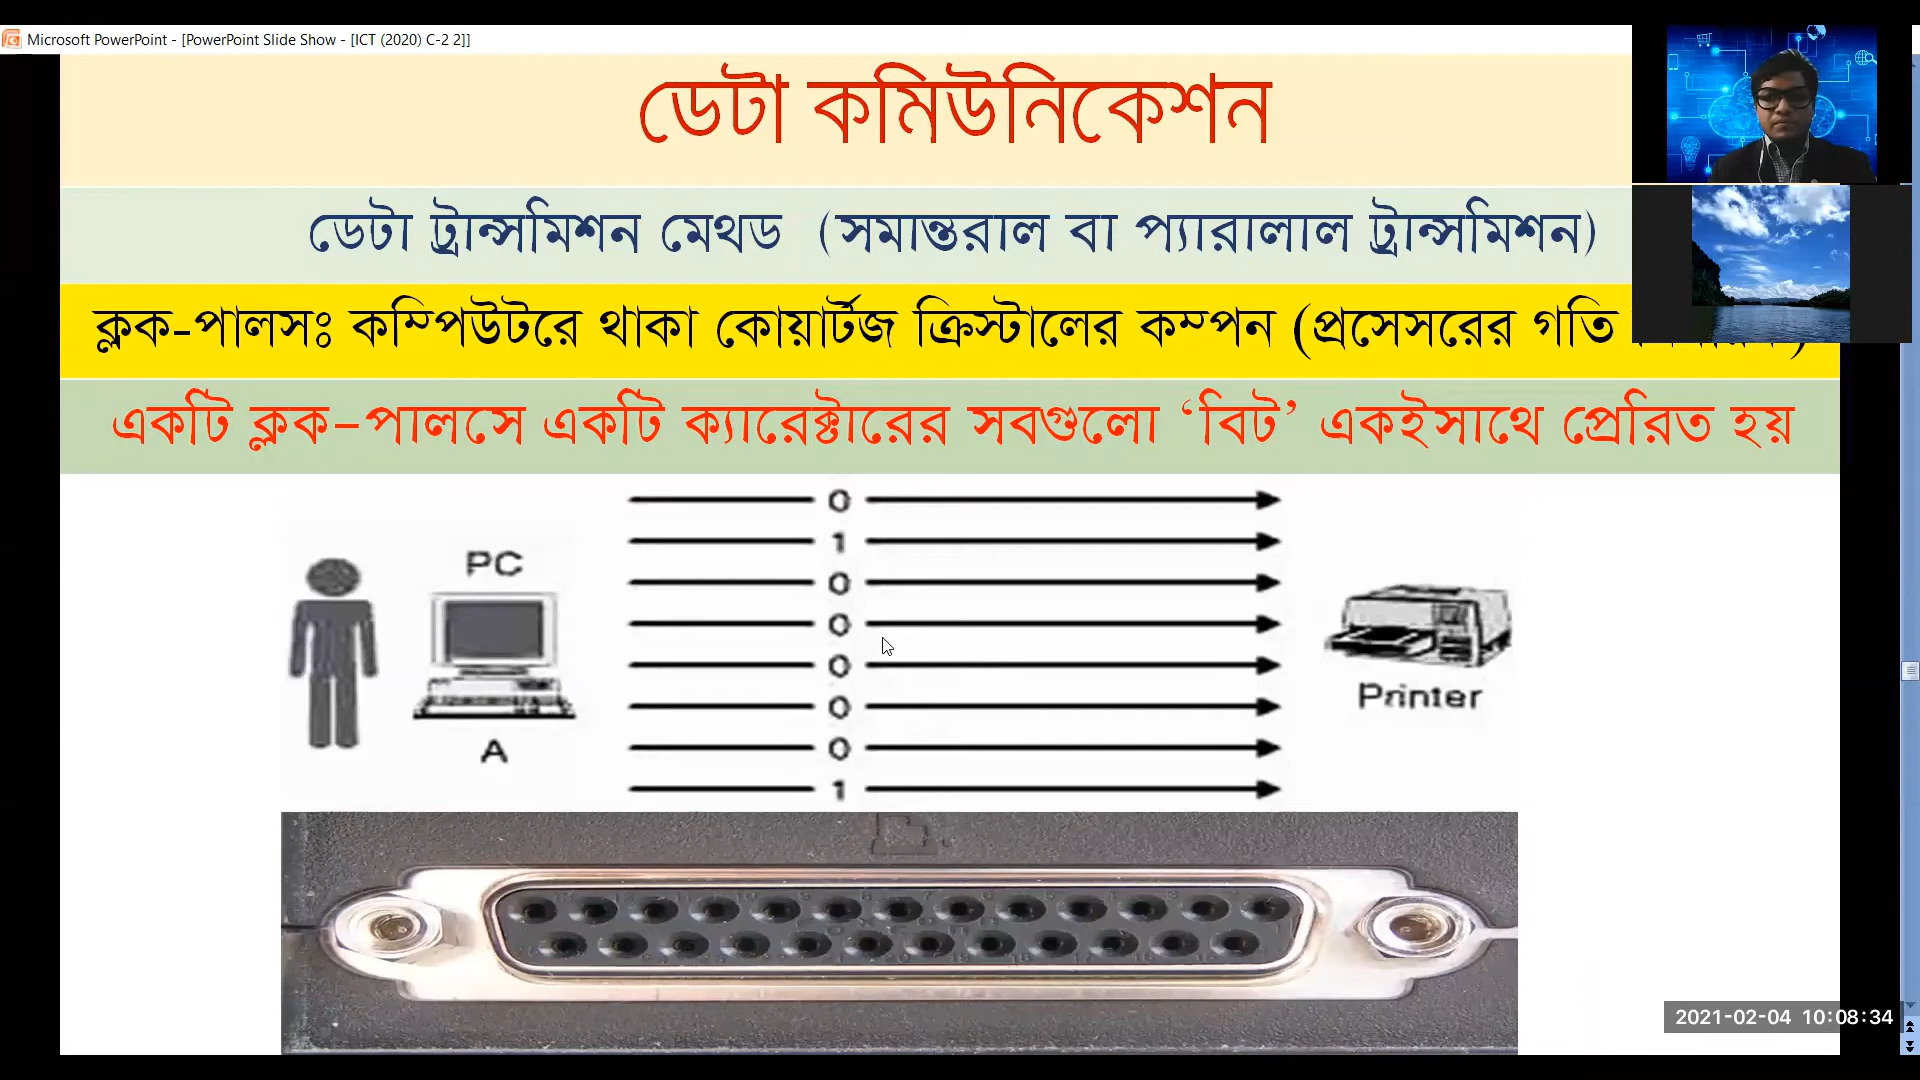 Microsoft PowerPoint - [PowerPoint Slide Show - [ICT (2020) C-2 2]]
ডেটা কমিউনিকেশন
ডেটা ট্রান্সমিশন মেথড (সমান্তরাল বা প্যারালাল ট্রান্সমিশন)
ক্লক-পালসঃ কম্পিউটরে থাকা কোয়ার্টজ ক্রিস্টালের কম্পন (প্রসেসরের গতি
একটি ক্লক-পালসে একটি ক্যারেক্টারের সবগুলো ‘বিট’ একইসাথে প্রেরিত হয়
0
1
0
0
0
0
0
1
PC
A
Printer
2021-02-04 10:08:34